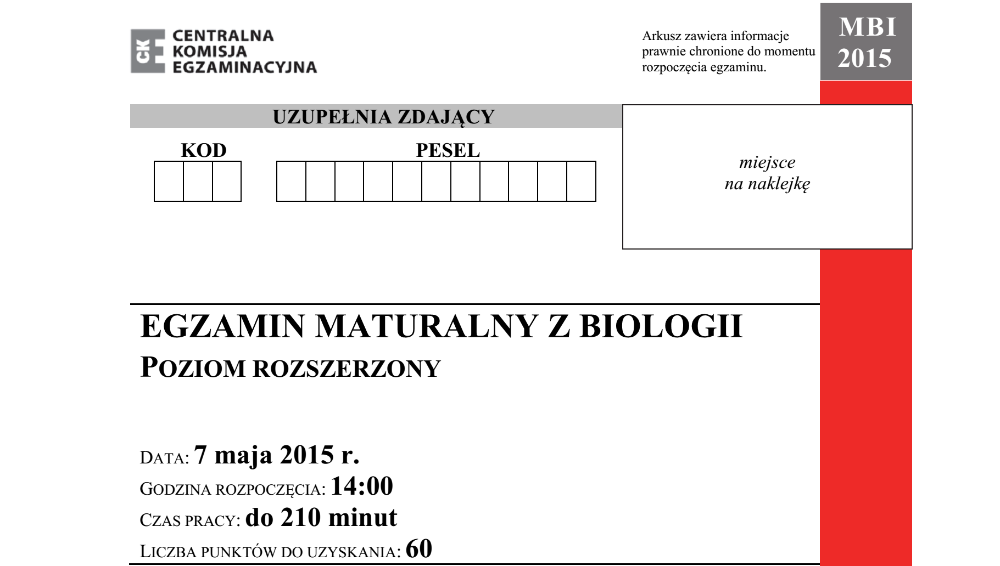 CK
CENTRALNA
KOMISJA
EGZAMINACYJNA
Arkusz zawiera informacje
prawnie chronione do momentu
rozpoczęcia egzaminu.
MBI
2015
UZUPEŁNIA ZDAJĄCY
KOD
PESEL
miejsce
na naklejkę
EGZAMIN MATURALNY Z BIOLOGII
POZIOM ROZSZERZONY
DATA: 7 maja 2015 r.
GODZINA ROZPOCZĘCIA: 14:00
CZAS PRACY: do 210 minut
LICZBA PUNKTÓW DO UZYSKANIA: 60